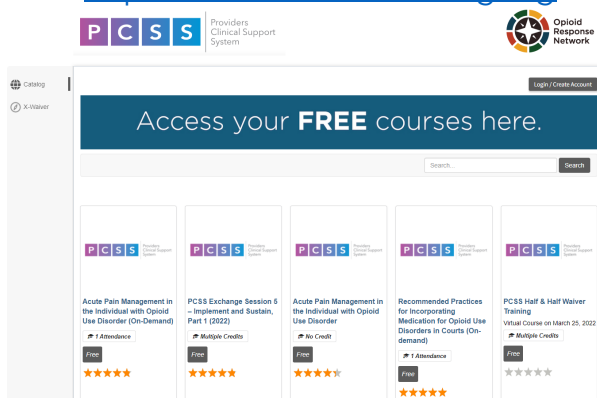 P C S S
Providers
Clinical Support
System
Opioid
Response
Network
Catalog
X-Waiver
Login / Create Account
Access your FREE courses here.
Search...
Search
P C S S Providers Clinical Support System
Acute Pain Management in
the Individual with Opioid
Use Disorder (On-Demand)
1 Attendance
Free
P C S S Providers Clinical Support System
PCSS Exchange Session 5
– Implement and Sustain,
Part 1 (2022)
Multiple Credits
Free
P C S S Providers Clinical Support System
Acute Pain Management in
the Individual with Opioid
Use Disorder
No Credit
Free
P C S S Providers Clinical Support System
Recommended Practices
for Incorporating
Medication for Opioid Use
Disorders in Courts (On-
demand)
1 Attendance
Free
P C S S Providers Clinical Support System
PCSS Half & Half Waiver
Training
Virtual Course on March 25, 2022
Multiple Credits
Free